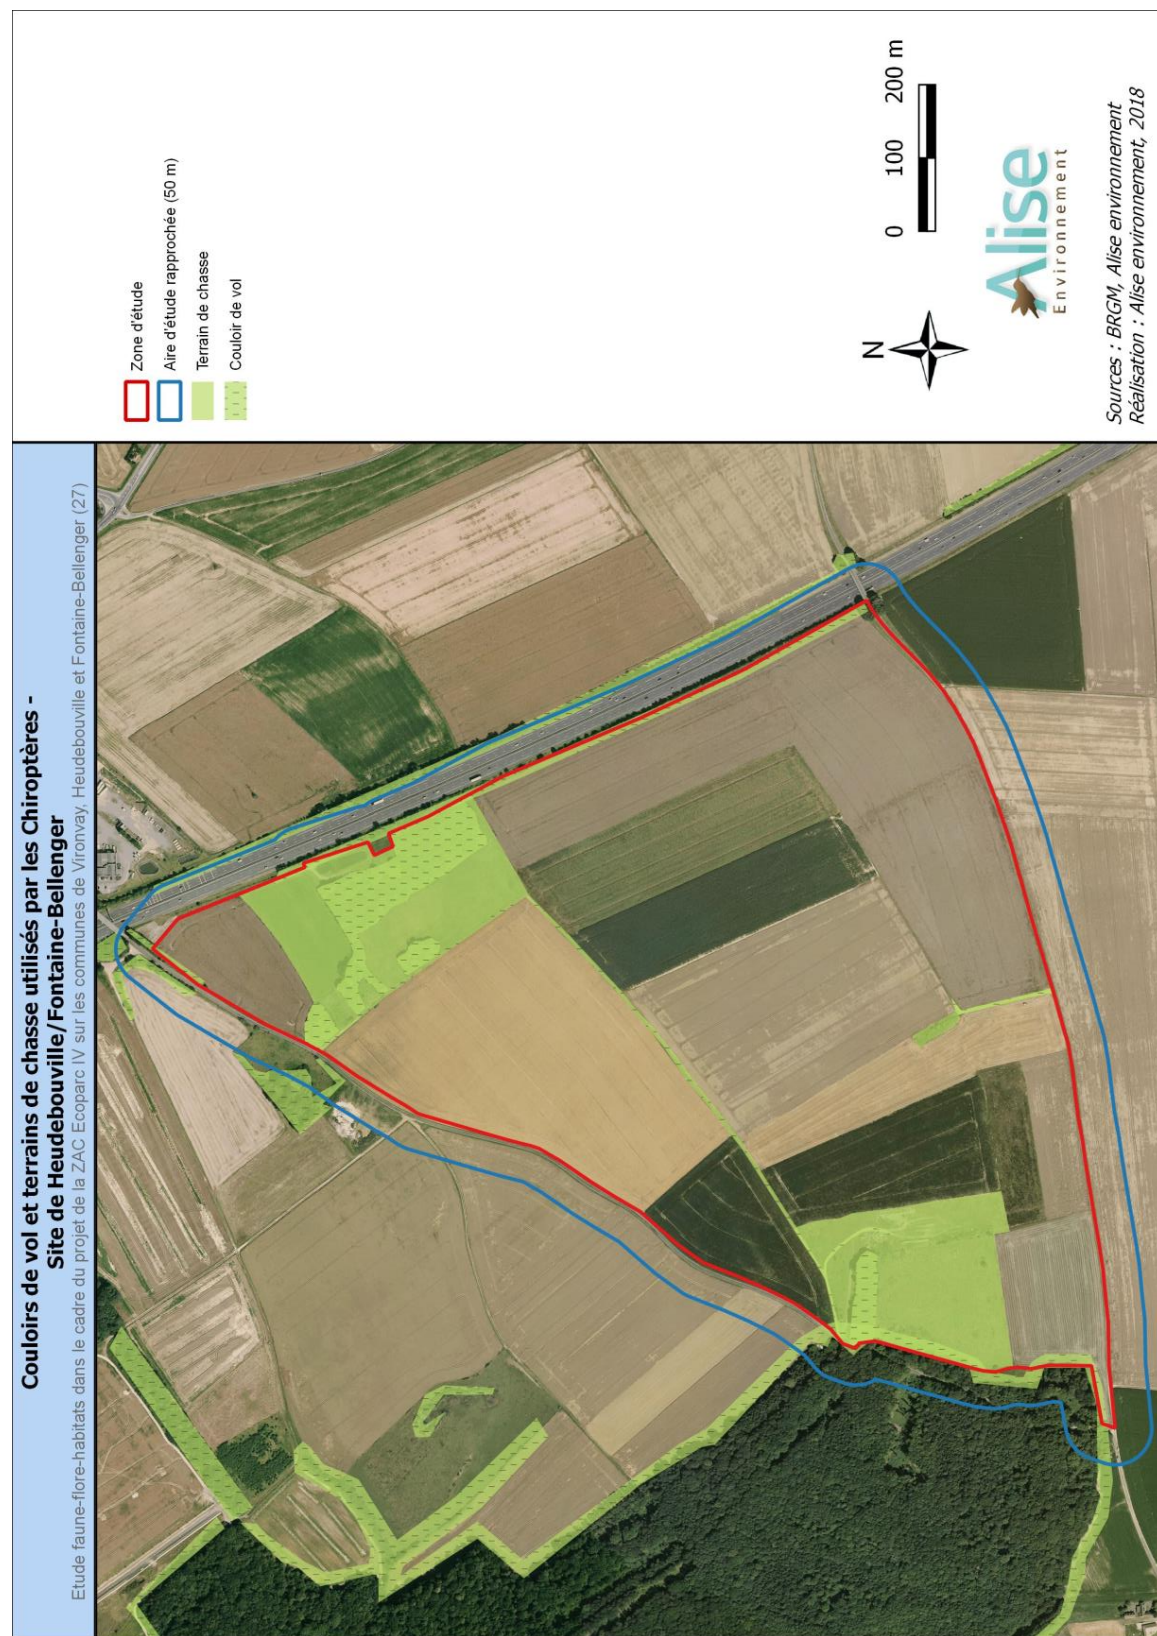 Couloirs de vol et terrains de chasse utilisés par les Chiroptères -
Site de Heudebouville/Fontaine-Bellenger
Etude faune-flore-habitats dans le cadre du projet de la ZAC Ecoparc IV sur les communes de Vironvay, Heudebouville et Fontaine-Bellenger (27)
Zone d'étude
Aire d'étude rapprochée (50 m)
Terrain de chasse
Couloir de vol
N
0 100 200 m
Alise
Environnement
Sources : BRGM, Alise environnement
Réalisation : Alise environnement, 2018